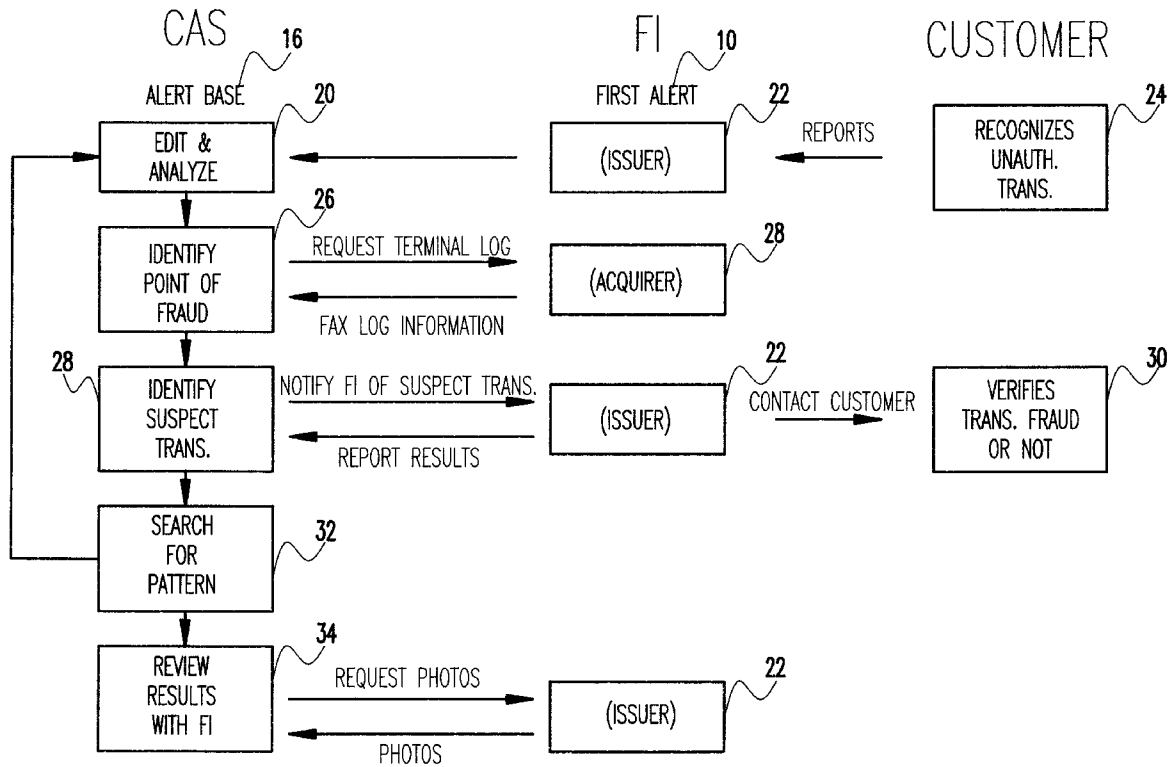 CAS
FI
CUSTOMER
16
10
ALERT BASE
FIRST ALERT
20
22
24
EDIT &
ANALYZE
(ISSUER)
REPORTS
RECOGNIZES
UNAUTH.
TRANS.
26
IDENTIFY
POINT OF
FRAUD
REQUEST TERMINAL LOG
FAX LOG INFORMATION
28
(ACQUIRER)
28
IDENTIFY
SUSPECT
TRANS.
NOTIFY FI OF SUSPECT TRANS.
REPORT RESULTS
22
(ISSUER)
CONTACT CUSTOMER
30
VERIFIES
TRANS. FRAUD
OR NOT
SEARCH
FOR
PATTERN
32
34
REVIEW
RESULTS
WITH FI
REQUEST PHOTOS
PHOTOS
22
(ISSUER)